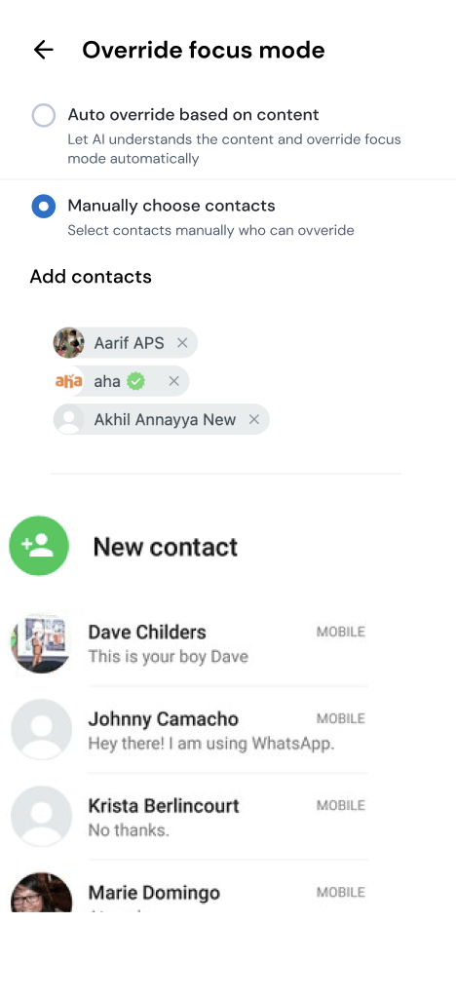 Override focus mode
Auto override based on content
Let AI understands the content and override focus
mode automatically
Manually choose contacts
Select contacts manually who can ovveride
Add contacts
Aarif APS
aha aha
Akhil Annayya New
New contact
Dave Childers MOBILE
This is your boy Dave
Johnny Camacho MOBILE
Hey there! I am using WhatsApp.
Krista Berlincourt MOBILE
No thanks.
Marie Domingo MOBILE